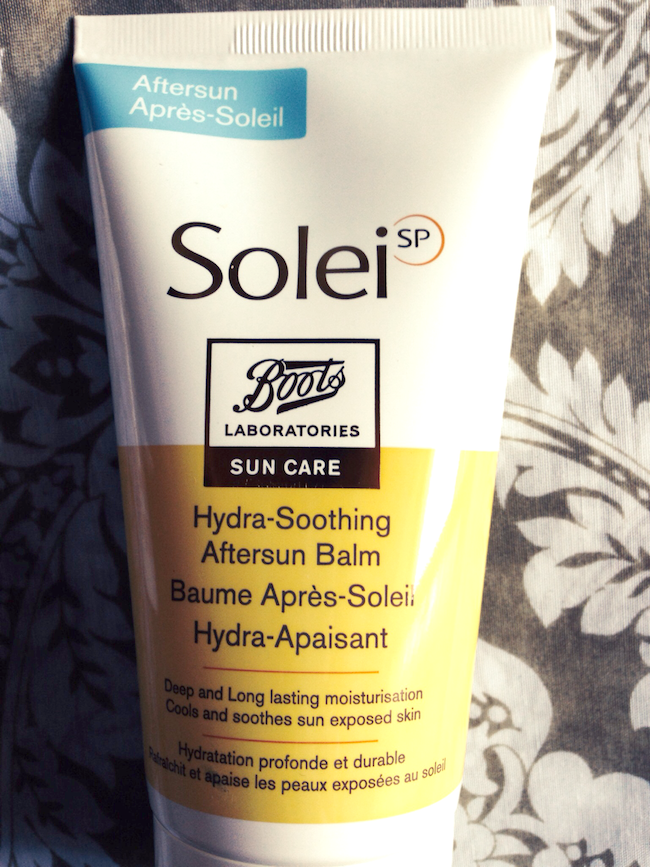 Aftersun
Après-Soleil
Solei SP
Boots
LABORATORIES
SUN CARE
Hydra-Soothing
Aftersun Balm
Baume Après-Soleil
Hydra-Apaisant
Deep and Long lasting moisturisation
Cools and soothes sun exposed skin
Hydratation profonde et durable
Rafraîchit et apaise les peaux exposées au soleil